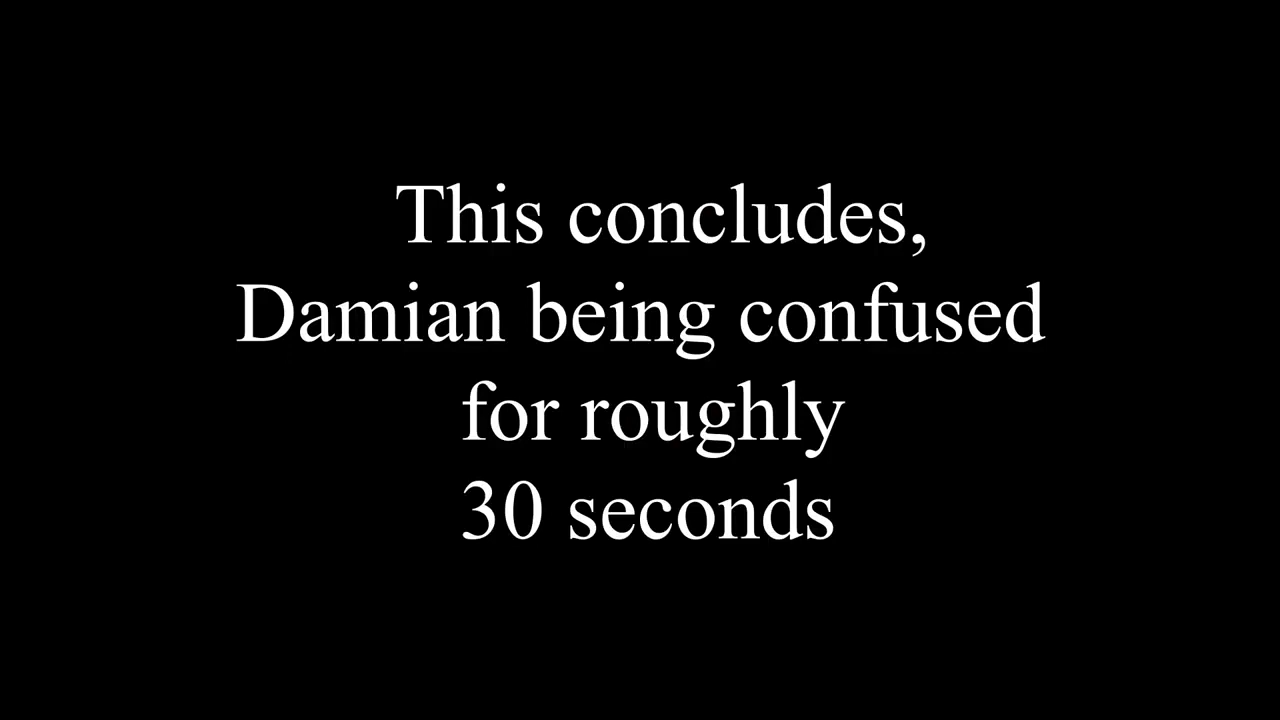 This concludes,
Damian being confused
for roughly
30 seconds